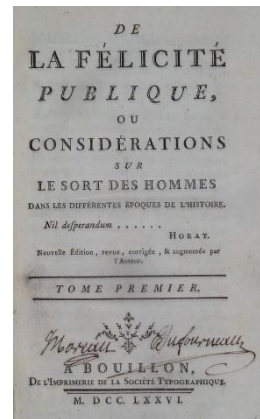 DE
LA FÉLICITÉ
PUBLIQUE,
OU
CONSIDÉRATIONS
SUR
LE SORT DES HOMMES
DANS LES DIFFÉRENTES ÉPOQUES DE L'HISTOIRE.
Nil desperandum . . . . . .
HORAT.
Nouvelle Édition, revue, corrigée, & augmentée par
l'Auteur.
TOME PREMIER.
Moreau Dufourneau
A BOUILLON,
DE L'IMPRIMERIE DE LA SOCIÉTÉ TYPOGRAPHIQUE.
M. DCC. LXXVI.